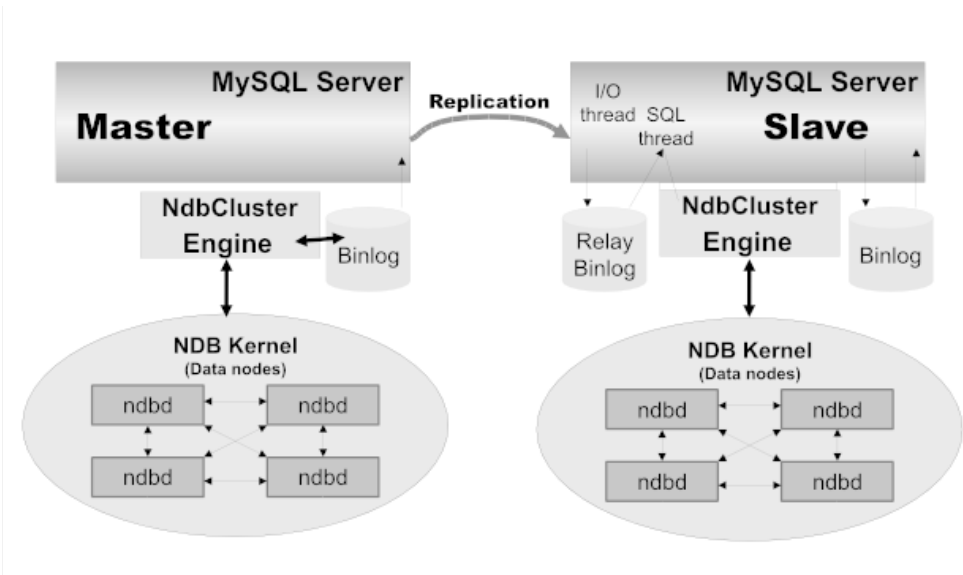 MySQL Server
Master
Replication
MySQL Server
Slave
I/O
thread
SQL
thread
NdbCluster
Engine
Binlog
Relay
Binlog
NdbCluster
Engine
Binlog
NDB Kernel
(Data nodes)
ndbd
ndbd
ndbd
ndbd
NDB Kernel
(Data nodes)
ndbd
ndbd
ndbd
ndbd